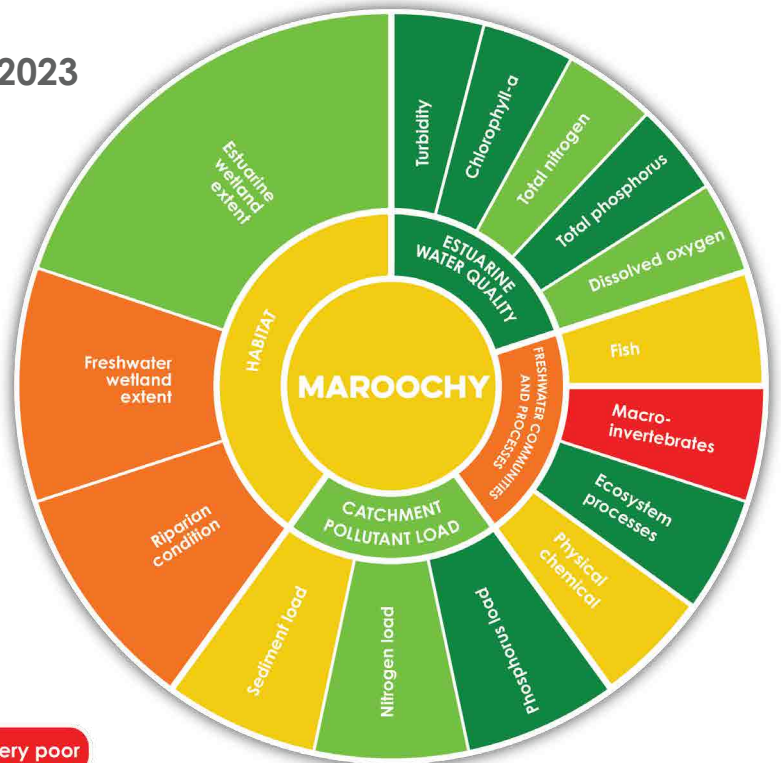 2023
Turbidity
Chlorophyll-a
Total nitrogen
Total phosphorus
Dissolved oxygen
Fish
Macro-
invertebrates
Ecosystem
processes
Physical
chemical
Phosphorus load
Nitrogen load
Sediment load
Riparian
condition
Freshwater
wetland
extent
Estuarine
wetland
extent
ESTUARINE
WATER QUALITY
FRESHWATER COMMUNITIES
AND PROCESSES
CATCHMENT
POLLUTANT LOAD
HABITAT
MAROOCHY
ery poor